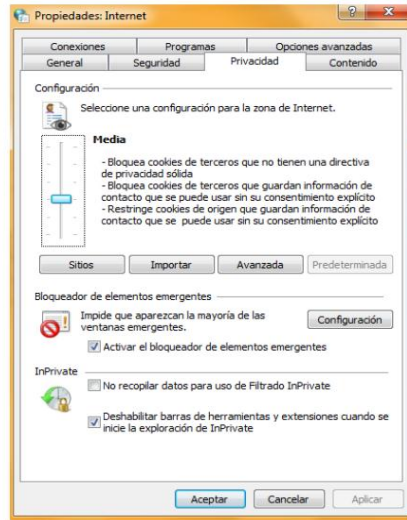 Propiedades: Internet
Conexiones Programas Opciones avanzadas
General Seguridad Privacidad Contenido
Configuración
Seleccione una configuración para la zona de Internet.
Media
- Bloquea cookies de terceros que no tienen una directiva
de privacidad sólida
- Bloquea cookies de terceros que guardan información de
contacto que se puede usar sin su consentimiento explícito
- Restringe cookies de origen que guardan información de
contacto que se puede usar sin su consentimiento explícito
Sitios Importar Avanzada Predeterminada
Bloqueador de elementos emergentes
Impide que aparezcan la mayoría de las
ventanas emergentes.
Configuración
Activar el bloqueador de elementos emergentes
InPrivate
No recopilar datos para uso de Filtrado InPrivate
Deshabilitar barras de herramientas y extensiones cuando se
inicie la exploración de InPrivate
Aceptar Cancelar Aplicar